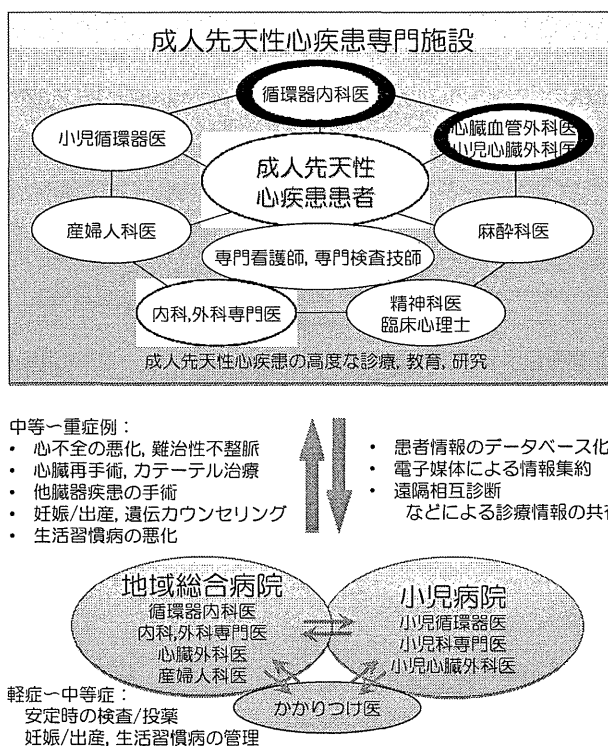 成人先天性心疾患専門施設
循環器内科医
小児循環器医
心臓血管外科医
小児心臓外科医
成人先天性
心疾患患者
産婦人科医
麻酔科医
専門看護師, 専門検査技師
内科,外科専門医
精神科医
臨床心理士
成人先天性心疾患の高度な診療, 教育, 研究
中等〜重症例：
• 心不全の悪化, 難治性不整脈
• 心臓再手術, カテーテル治療
• 他臓器疾患の手術
• 妊娠/出産, 遺伝カウンセリング
• 生活習慣病の悪化
• 患者情報のデータベース化
• 電子媒体による情報集約
• 遠隔相互診断
などによる診療情報の共有
地域総合病院
循環器内科医
内科,外科専門医
心臓外科医
産婦人科医
小児病院
小児循環器医
小児科専門医
小児心臓外科医
かかりつけ医
軽症〜中等症：
安定時の検査/投薬
妊娠/出産, 生活習慣病の管理